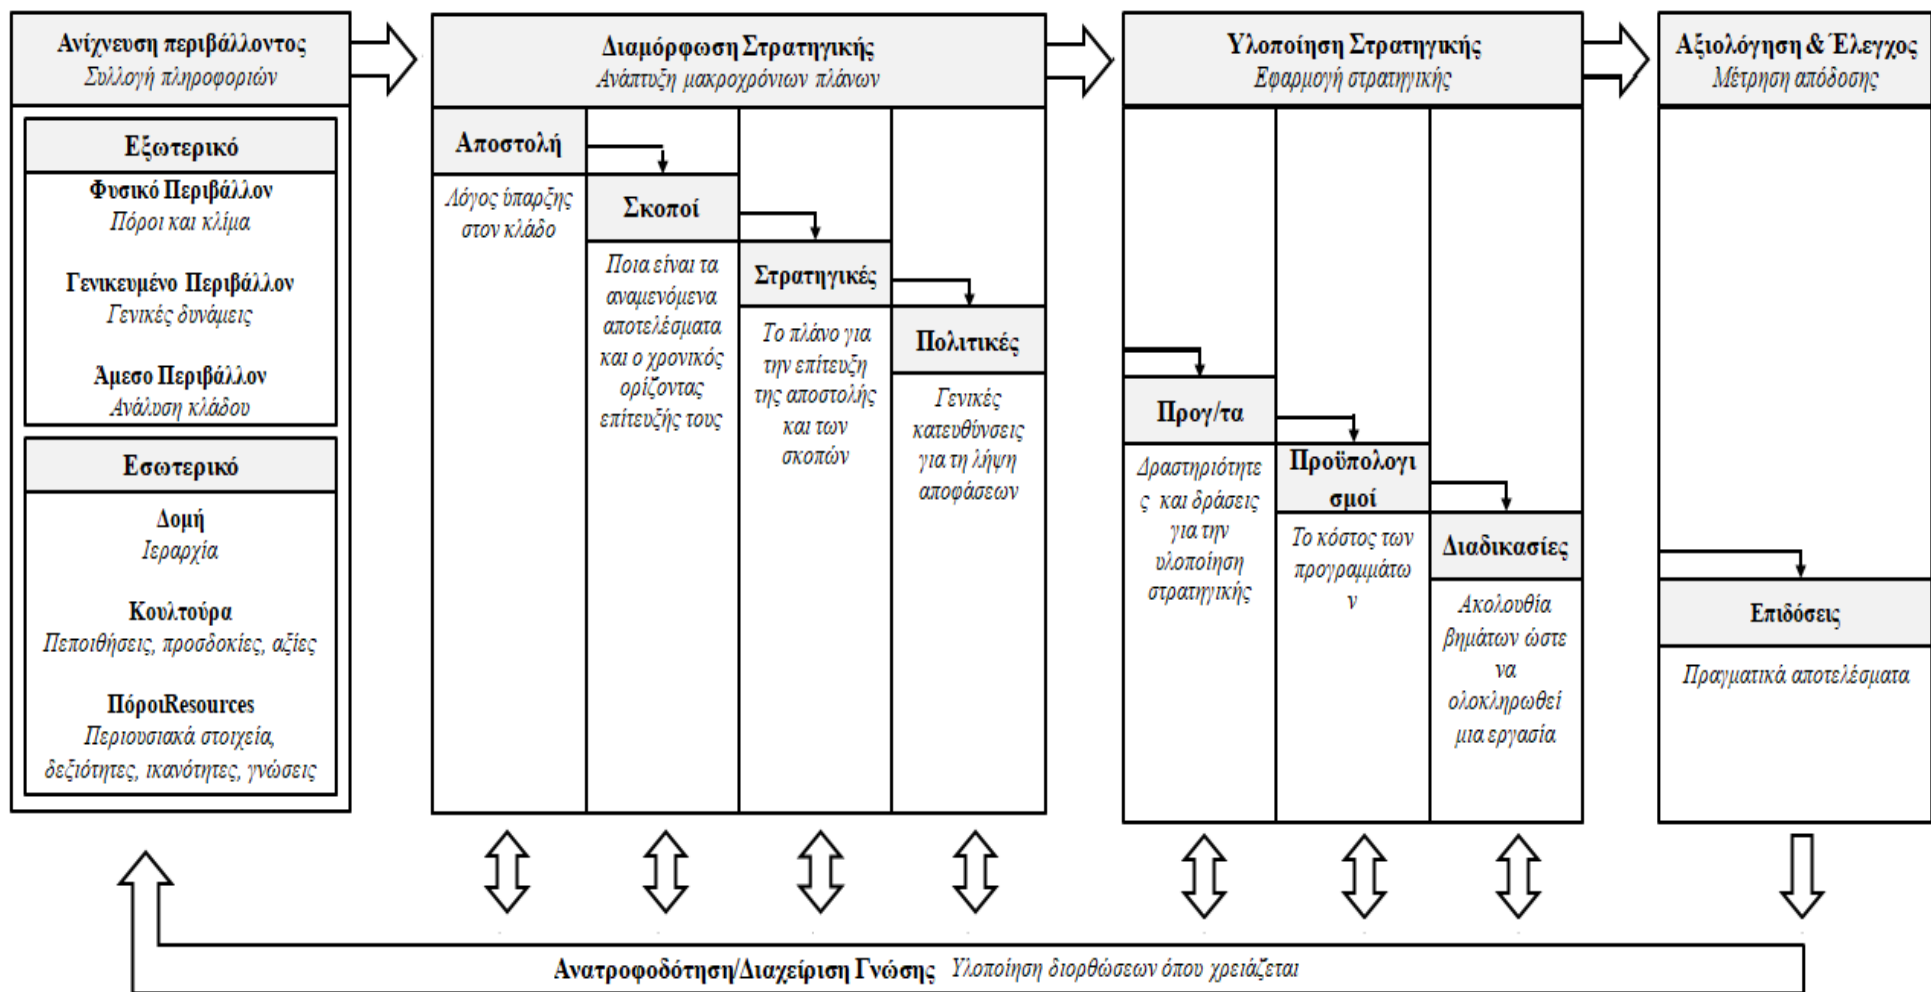 Ανίχνευση περιβάλλοντος
Συλλογή πληροφοριών
Εξωτερικό
Φυσικό Περιβάλλον
Πόροι και κλίμα
Γενικευμένο Περιβάλλον
Γενικές δυνάμεις
Άμεσο Περιβάλλον
Ανάλυση κλάδου
Εσωτερικό
Δομή
Ιεραρχία
Κουλτούρα
Πεποιθήσεις, προσδοκίες, αξίες
ΠόροιResources
Περιουσιακά στοιχεία,
δεξιότητες, ικανότητες, γνώσεις
Διαμόρφωση Στρατηγικής
Ανάπτυξη μακροχρόνιων πλάνων
Αποστολή
Λόγος ύπαρξης
στον κλάδο
Σκοποί
Ποια είναι τα
αναμενόμενα
αποτελέσματα
και ο χρονικός
ορίζοντας
επίτευξής τους
Στρατηγικές
Το πλάνο για
την επίτευξη
της αποστολής
και των
σκοπών
Πολιτικές
Γενικές
κατευθύνσεις
για τη λήψη
αποφάσεων
Υλοποίηση Στρατηγικής
Εφαρμογή στρατηγικής
Προγ/τα
Δραστηριότητε
ς και δράσεις
για την
υλοποίηση
στρατηγικής
Προϋπολογι
σμοί
Το κόστος των
προγραμμάτω
ν
Διαδικασίες
Ακολουθία
βημάτων ώστε
να
ολοκληρωθεί
μια εργασία
Αξιολόγηση & Έλεγχος
Μέτρηση απόδοσης
Επιδόσεις
Πραγματικά αποτελέσματα
Ανατροφοδότηση/Διαχείριση Γνώσης Υλοποίηση διορθώσεων όπου χρειάζεται